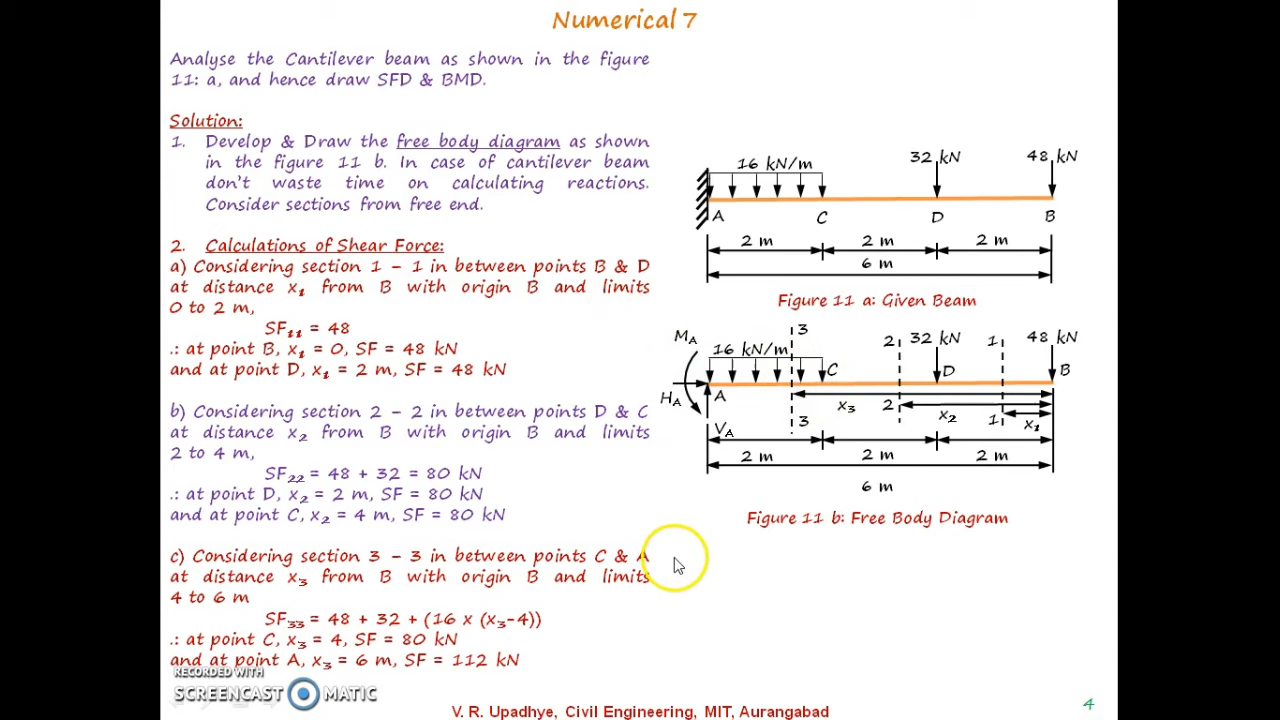 Numerical 7
Analyse the Cantilever beam as shown in the figure
11: a, and hence draw SFD & BMD.
Solution:
1. Develop & Draw the free body diagram as shown
in the figure 11 b. In case of cantilever beam
don't waste time on calculating reactions.
Consider sections from free end.
2. Calculations of Shear Force:
a) Considering section 1 – 1 in between points B & D
at distance x₁ from B with origin B and limits
0 to 2 m,
SF₁₁ = 48
∴ at point B, x₁ = 0, SF = 48 kN
and at point D, x₁ = 2 m, SF = 48 kN
b) Considering section 2 – 2 in between points D & C
at distance x₂ from B with origin B and limits
2 to 4 m,
SF₂₂ = 48 + 32 = 80 kN
∴ at point D, x₂ = 2 m, SF = 80 kN
and at point C, x₂ = 4 m, SF = 80 kN
c) Considering section 3 – 3 in between points C & A
at distance x₃ from B with origin B and limits
4 to 6 m
SF₃₃ = 48 + 32 + (16 x (x₃-4))
∴ at point C, x₃ = 4, SF = 80 kN
and at point A, x₃ = 6 m, SF = 112 kN
16 kN/m 32 kN 48 kN
A C D B
2 m 2 m 2 m
6 m
Figure 11 a: Given Beam
3
M_A 16 kN/m 2 32 kN 1 48 kN
C D B
H_A A x₃ 2 x₂ 1 x₁
V_A 3
2 m 2 m 2 m
6 m
Figure 11 b: Free Body Diagram
RECORDED WITH
SCREENCAST MATIC
V. R. Upadhye, Civil Engineering, MIT, Aurangabad
4